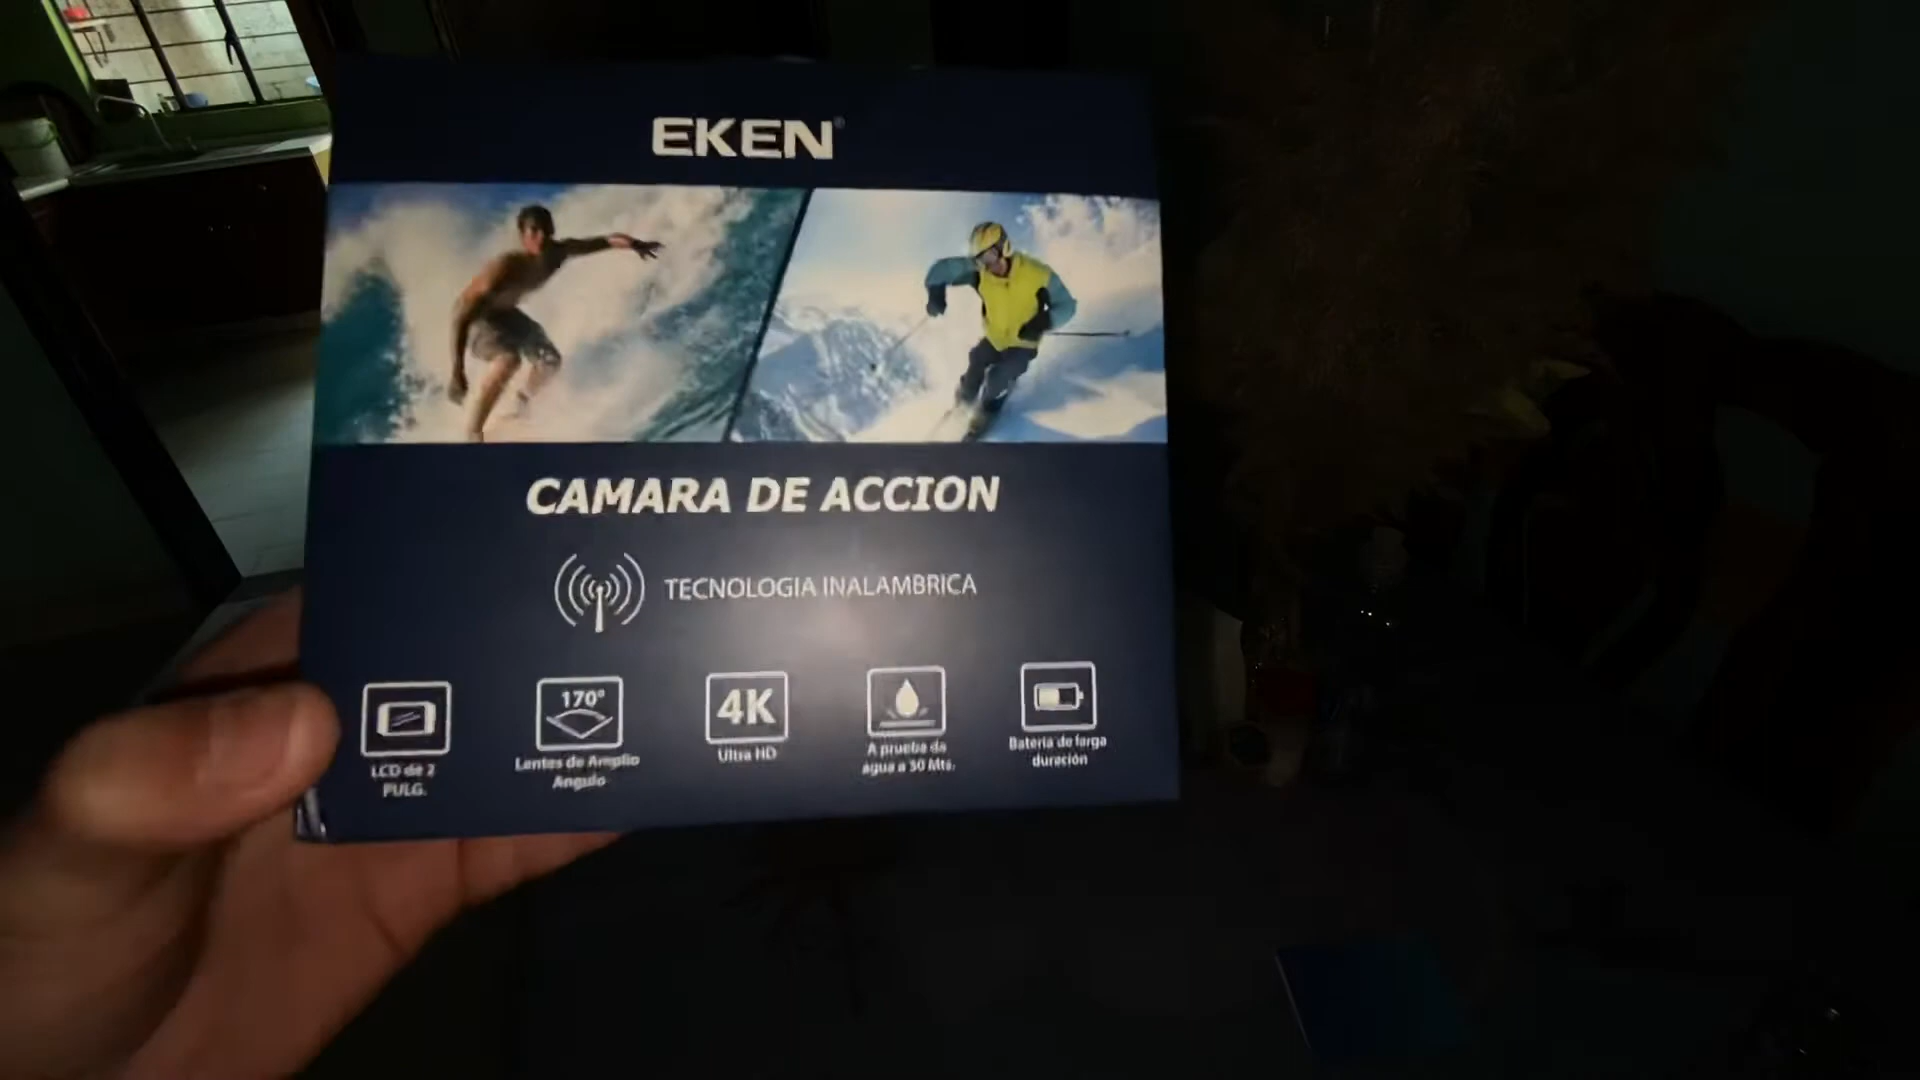 EKEN®
CAMARA DE ACCION
TECNOLOGIA INALAMBRICA
LCD de 2
PULG.
170°
Lentes de Amplio
Angulo
4K
Ultra HD
A prueba de
agua a 30 Mts.
Bateria de larga
duración